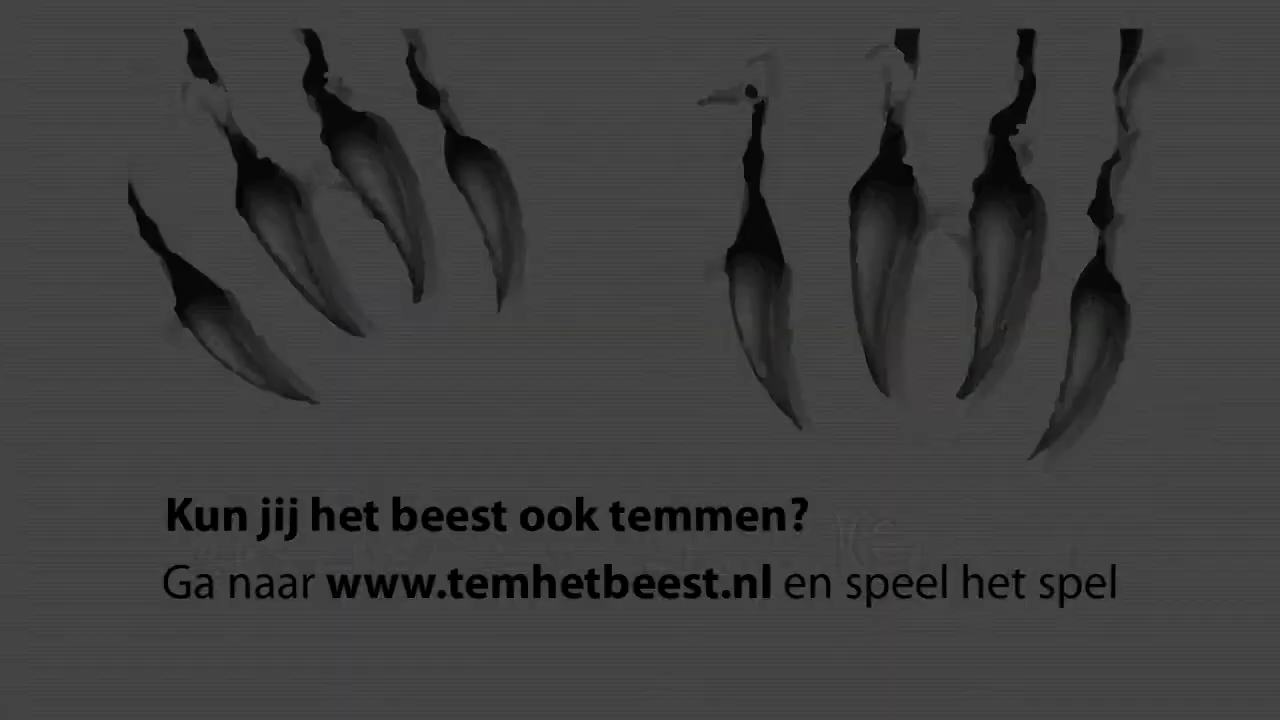 Kun jij het beest ook temmen?
Ga naar www.temhetbeest.nl en speel het spel